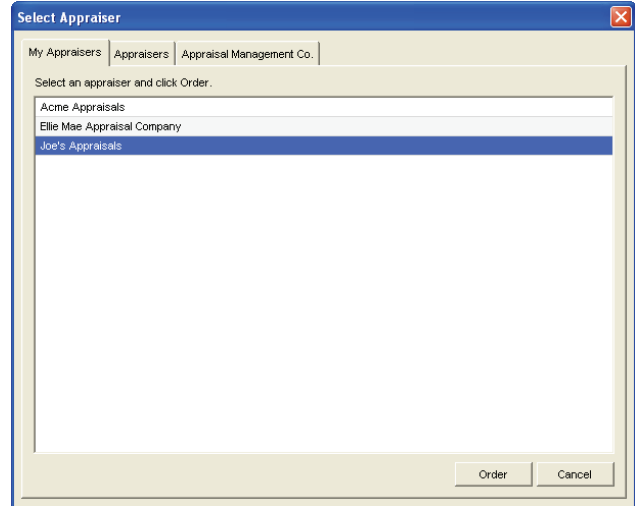 Select Appraiser
My Appraisers Appraisers Appraisal Management Co.
Select an appraiser and click Order.
Acme Appraisals
Ellie Mae Appraisal Company
Joe's Appraisals
Order Cancel